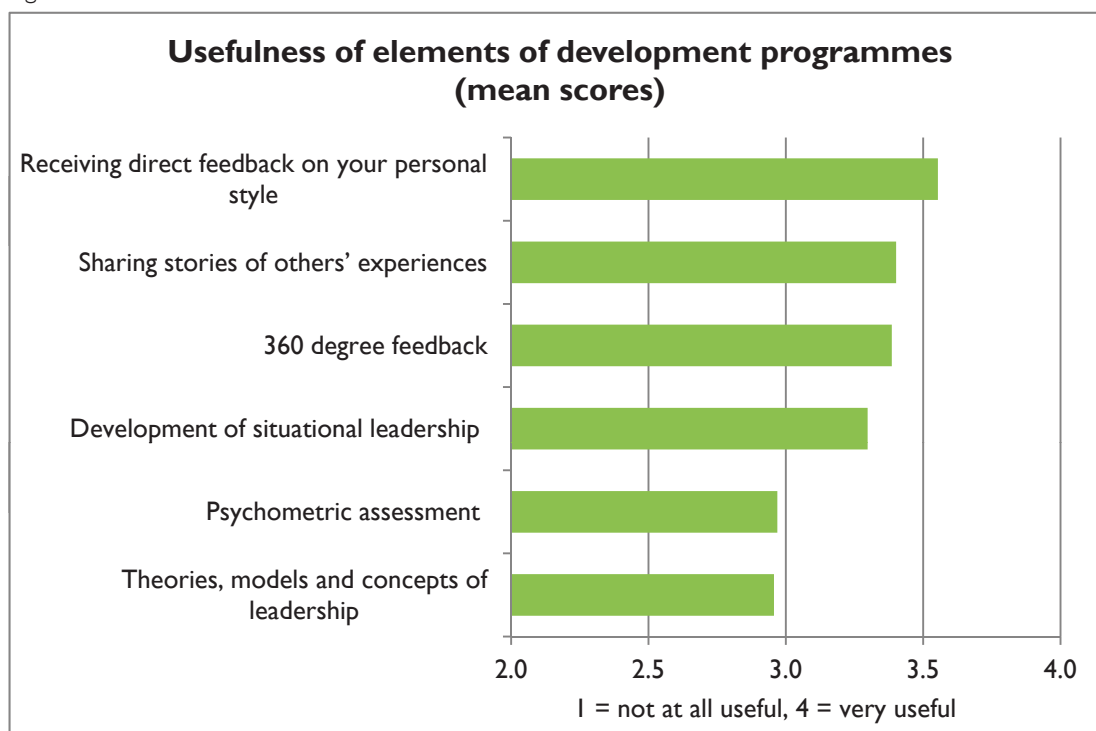 Usefulness of elements of development programmes
(mean scores)
Receiving direct feedback on your personal
style
Sharing stories of others’ experiences
360 degree feedback
Development of situational leadership
Psychometric assessment
Theories, models and concepts of
leadership
2.0 2.5 3.0 3.5 4.0
1 = not at all useful, 4 = very useful